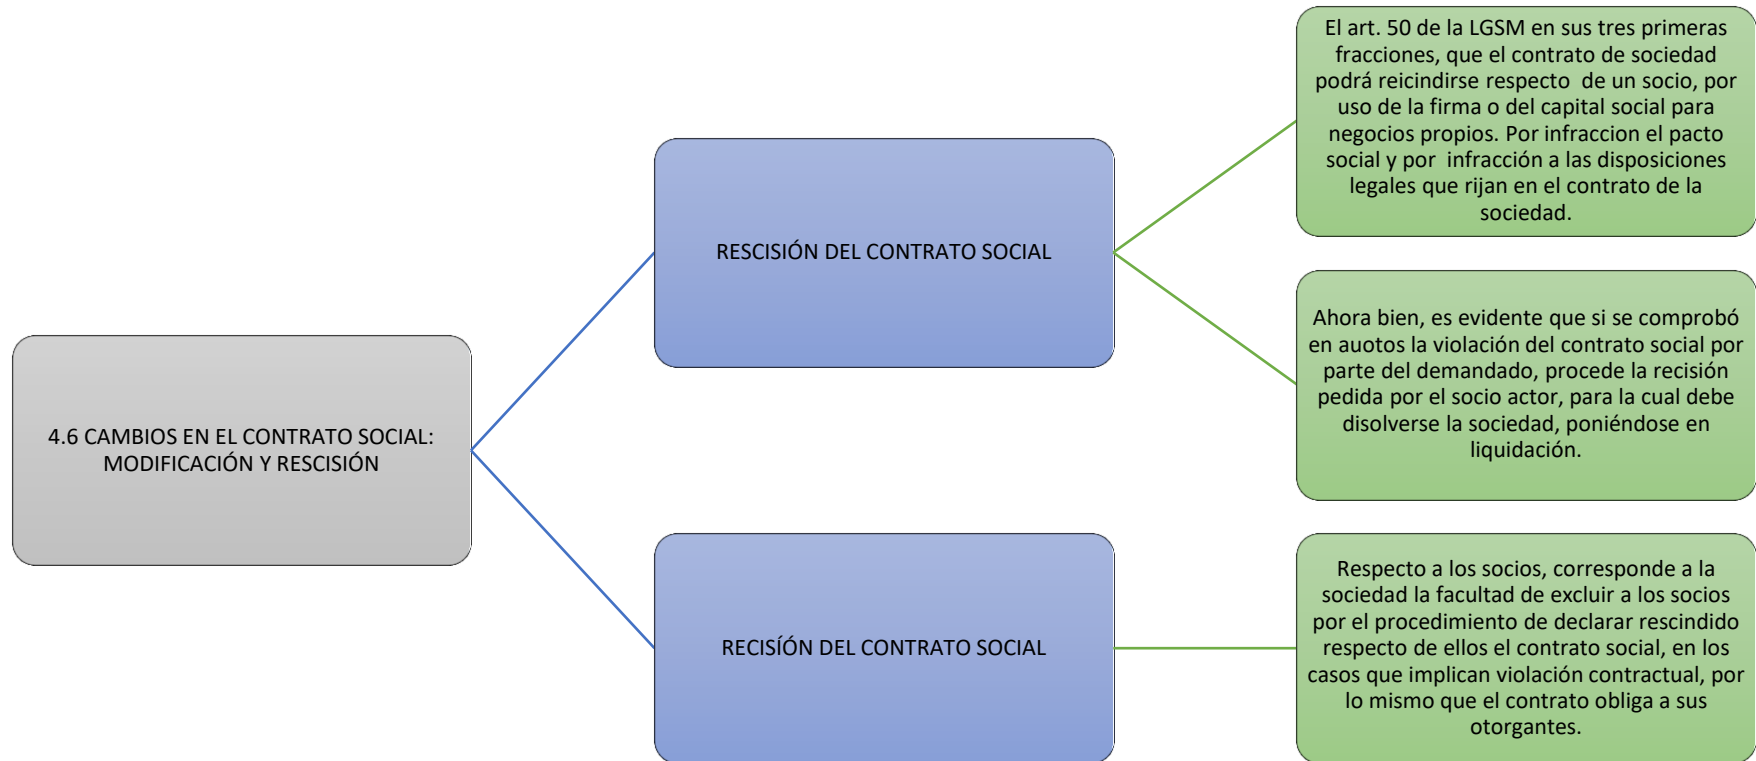 4.6 CAMBIOS EN EL CONTRATO SOCIAL:
MODIFICACIÓN Y RESCISIÓN
RESCISIÓN DEL CONTRATO SOCIAL
El art. 50 de la LGSM en sus tres primeras
fracciones, que el contrato de sociedad
podrá reicindirse respecto de un socio, por
uso de la firma o del capital social para
negocios propios. Por infraccion el pacto
social y por infracción a las disposiciones
legales que rijan en el contrato de la
sociedad.
Ahora bien, es evidente que si se comprobó
en auotos la violación del contrato social por
parte del demandado, procede la recisión
pedida por el socio actor, para la cual debe
disolverse la sociedad, poniéndose en
liquidación.
RECISÍÓN DEL CONTRATO SOCIAL
Respecto a los socios, corresponde a la
sociedad la facultad de excluir a los socios
por el procedimiento de declarar rescindido
respecto de ellos el contrato social, en los
casos que implican violación contractual, por
lo mismo que el contrato obliga a sus
otorgantes.